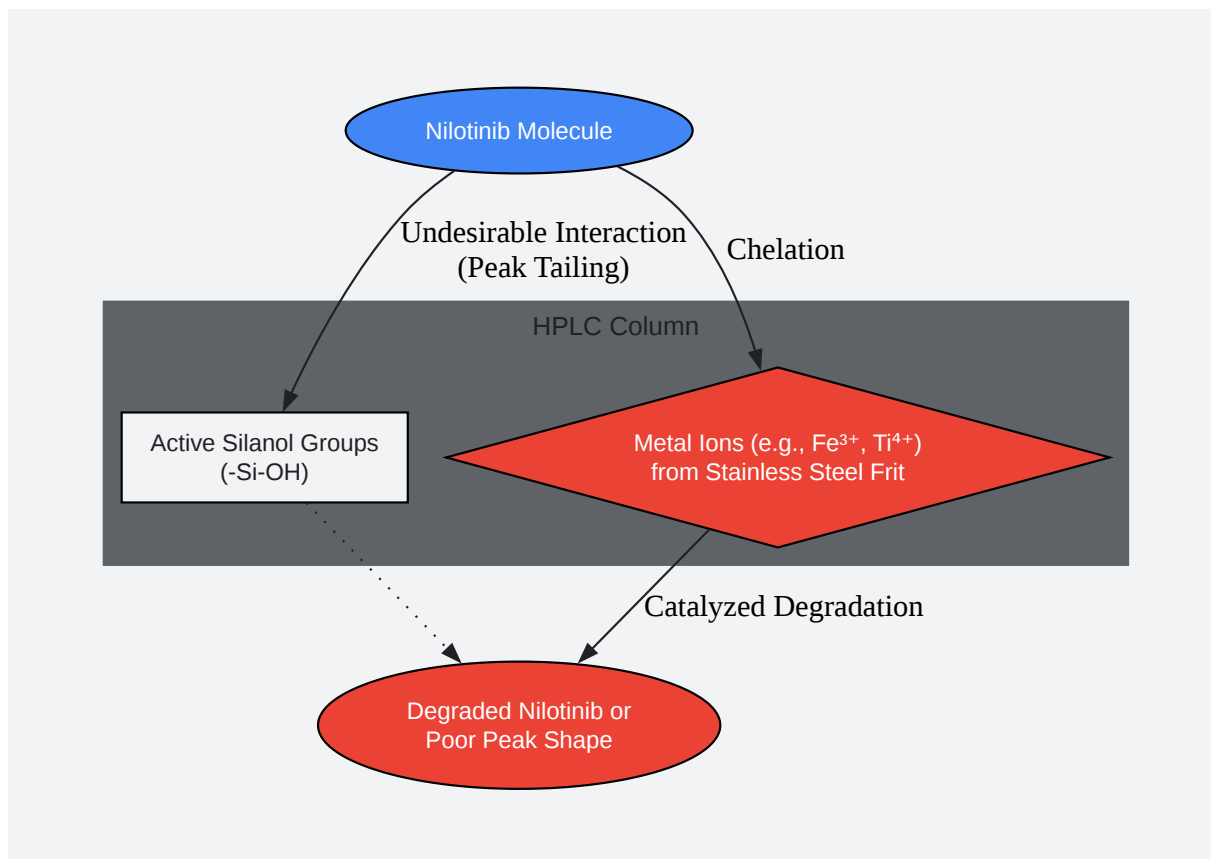 Nilotinib Molecule
Undesirable Interaction
(Peak Tailing)
Chelation
HPLC Column
Active Silanol Groups
(-Si-OH)
Metal Ions (e.g., Fe³⁺, Ti⁴⁺)
from Stainless Steel Frit
Catalyzed Degradation
Degraded Nilotinib or
Poor Peak Shape